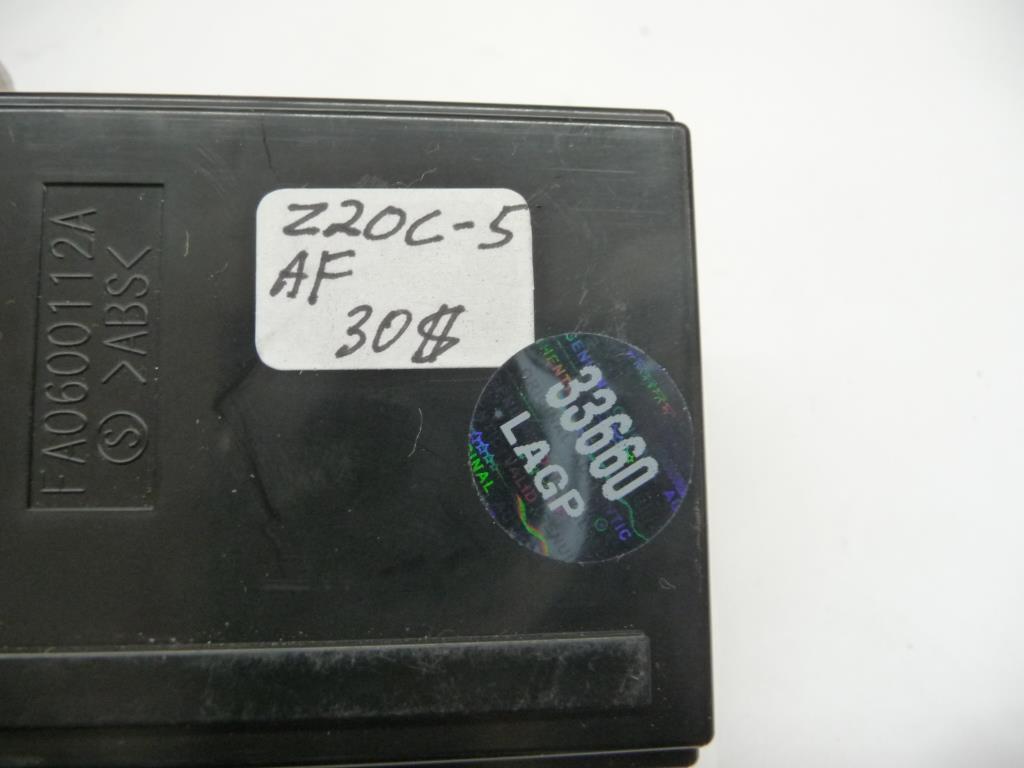 FA0600112A
(S) >ABS<
Z20C-5
AF
30$
33660
LAGP